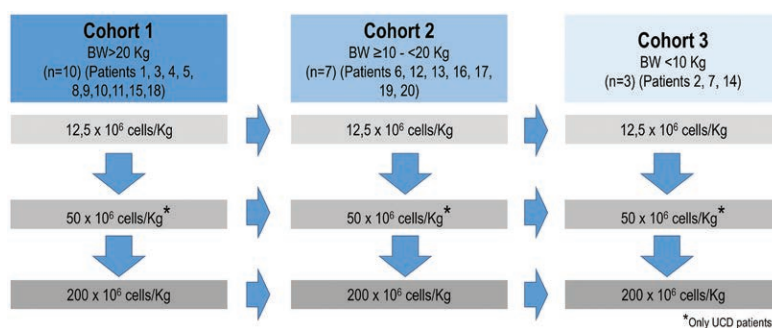 Cohort 1
BW>20 Kg
(n=10) (Patients 1, 3, 4, 5,
8,9,10,11,15,18)
Cohort 2
BW ≥10 - <20 Kg
(n=7) (Patients 6, 12, 13, 16, 17,
19, 20)
Cohort 3
BW <10 Kg
(n=3) (Patients 2, 7, 14)
12,5 x 10⁶ cells/Kg
12,5 x 10⁶ cells/Kg
12,5 x 10⁶ cells/Kg
50 x 10⁶ cells/Kg*
50 x 10⁶ cells/Kg*
50 x 10⁶ cells/Kg*
200 x 10⁶ cells/Kg
200 x 10⁶ cells/Kg
200 x 10⁶ cells/Kg
*Only UCD patients